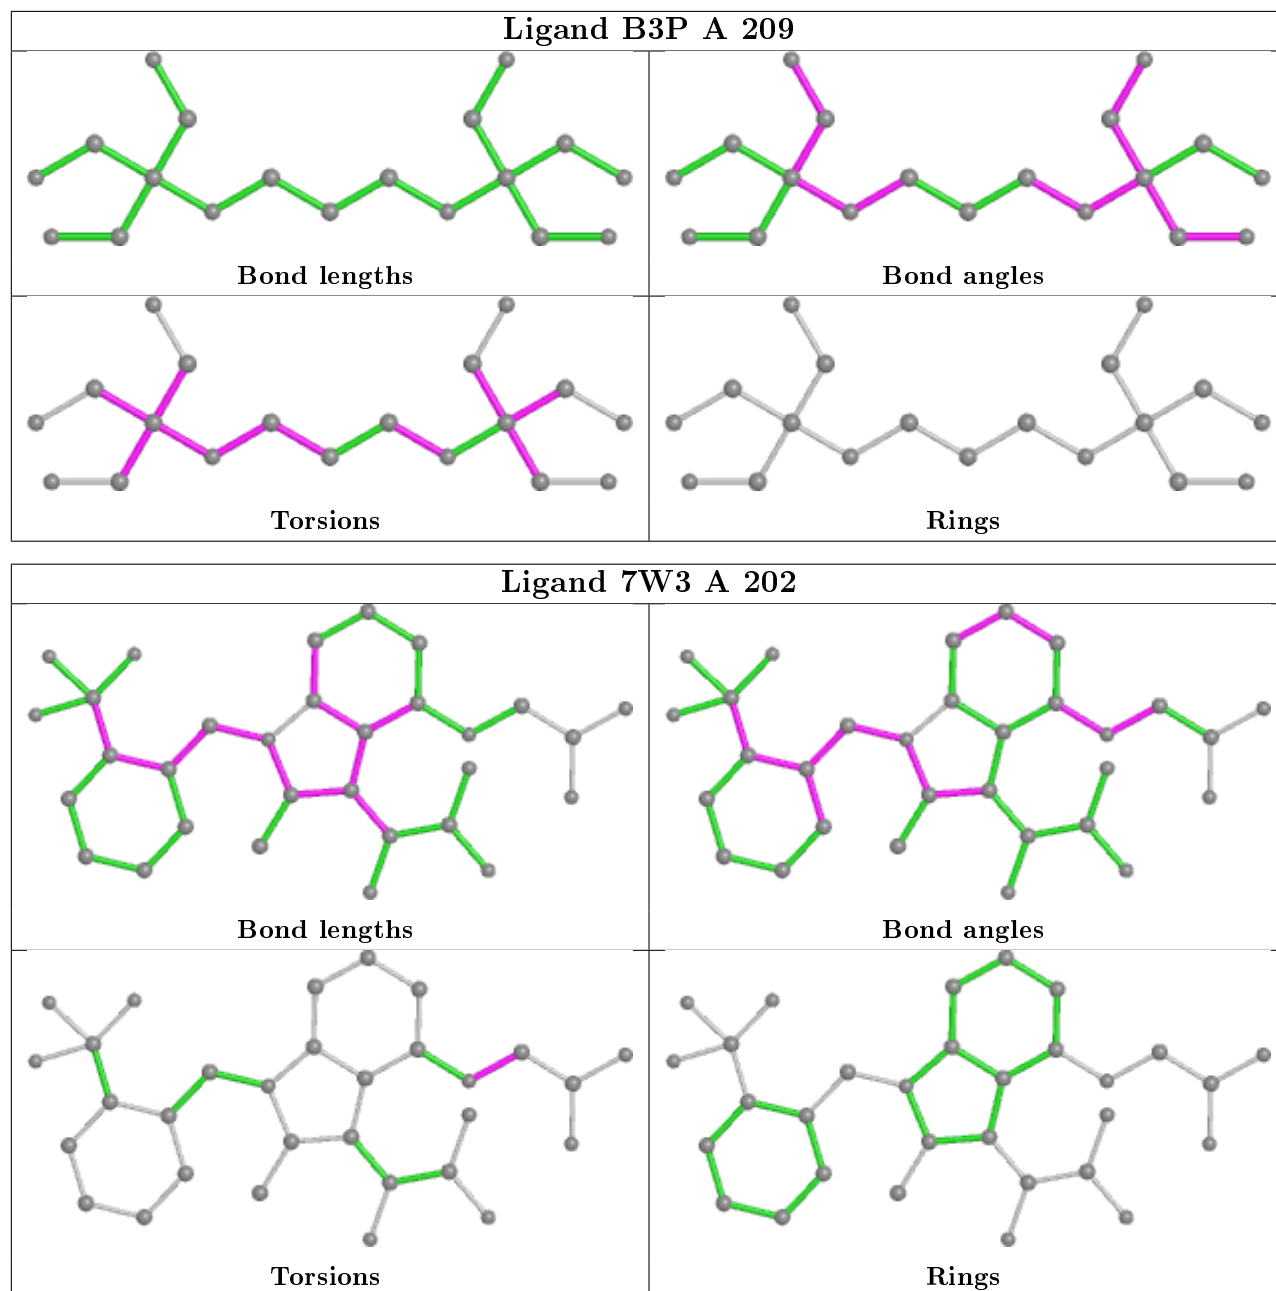 Ligand B3P A 209
Bond lengths
Bond angles
Torsions
Rings
Ligand 7W3 A 202
Bond lengths
Bond angles
Torsions
Rings